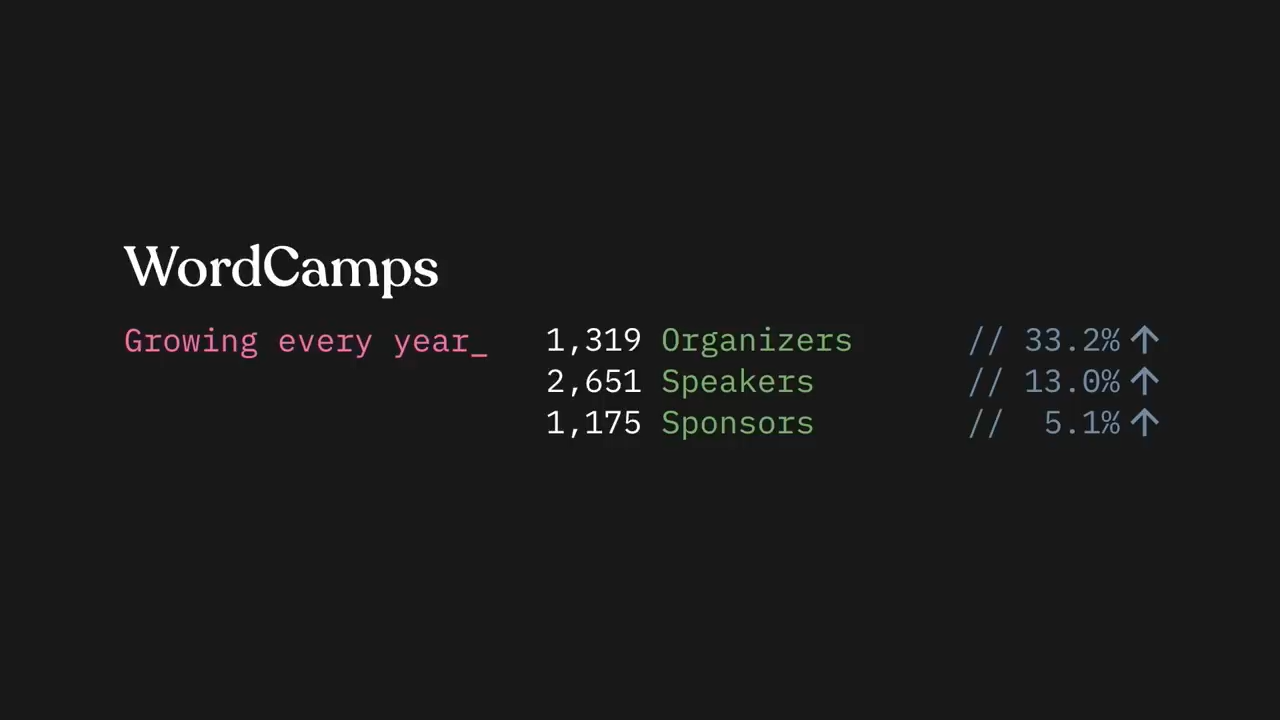 WordCamps
Growing every year_
1,319 Organizers // 33.2% ↑
2,651 Speakers // 13.0% ↑
1,175 Sponsors // 5.1% ↑